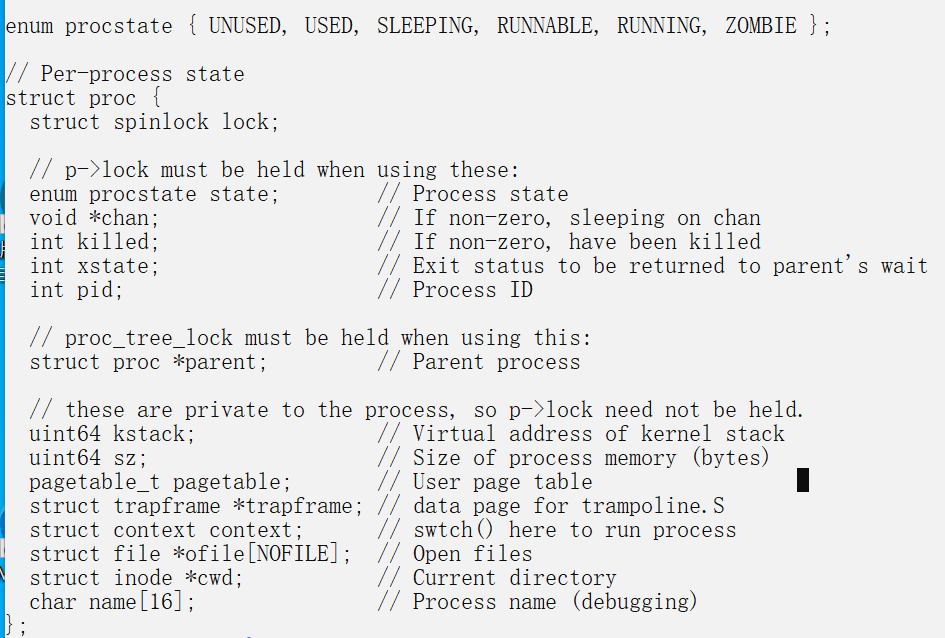 enum procstate { UNUSED, USED, SLEEPING, RUNNABLE, RUNNING, ZOMBIE };
// Per-process state
struct proc {
  struct spinlock lock;
  // p->lock must be held when using these:
  enum procstate state;        // Process state
  void *chan;                  // If non-zero, sleeping on chan
  int killed;                  // If non-zero, have been killed
  int xstate;                  // Exit status to be returned to parent's wait
  int pid;                     // Process ID
  // proc_tree_lock must be held when using this:
  struct proc *parent;         // Parent process
  // these are private to the process, so p->lock need not be held.
  uint64 kstack;               // Virtual address of kernel stack
  uint64 sz;                   // Size of process memory (bytes)
  pagetable_t pagetable;       // User page table
  struct trapframe *trapframe; // data page for trampoline.S
  struct context context;      // swtch() here to run process
  struct file *ofile[NOFILE];  // Open files
  struct inode *cwd;           // Current directory
  char name[16];               // Process name (debugging)
};